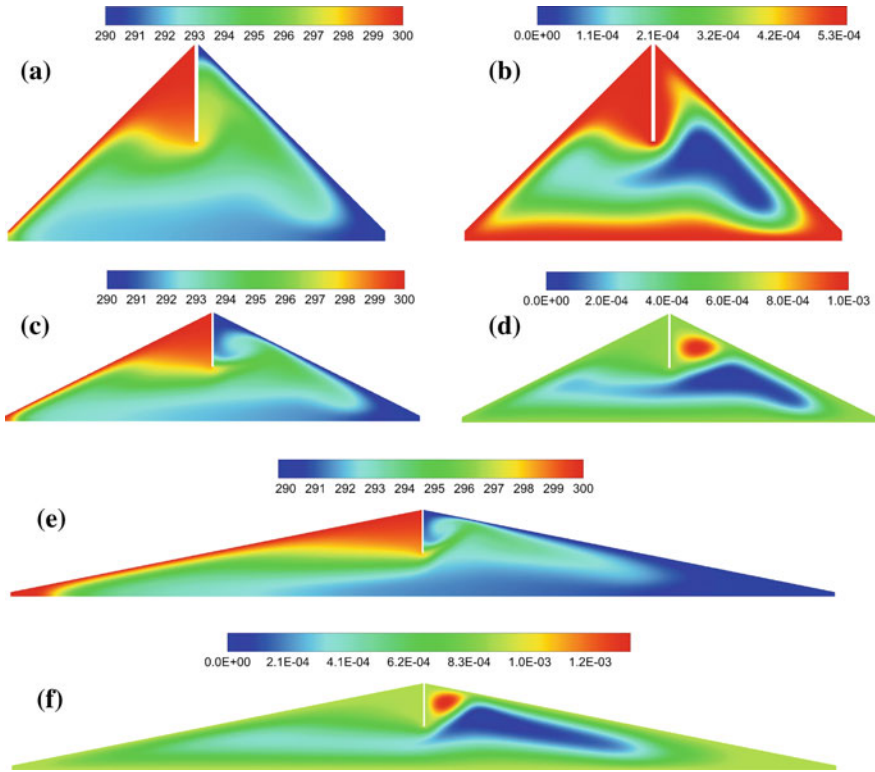 290 291 292 293 294 295 296 297 298 299 300
0.0E+00 1.1E-04 2.1E-04 3.2E-04 4.2E-04 5.3E-04
(a)
(b)
290 291 292 293 294 295 296 297 298 299 300
0.0E+00 2.0E-04 4.0E-04 6.0E-04 8.0E-04 1.0E-03
(c)
(d)
290 291 292 293 294 295 296 297 298 299 300
(e)
0.0E+00 2.1E-04 4.1E-04 6.2E-04 8.3E-04 1.0E-03 1.2E-03
(f)